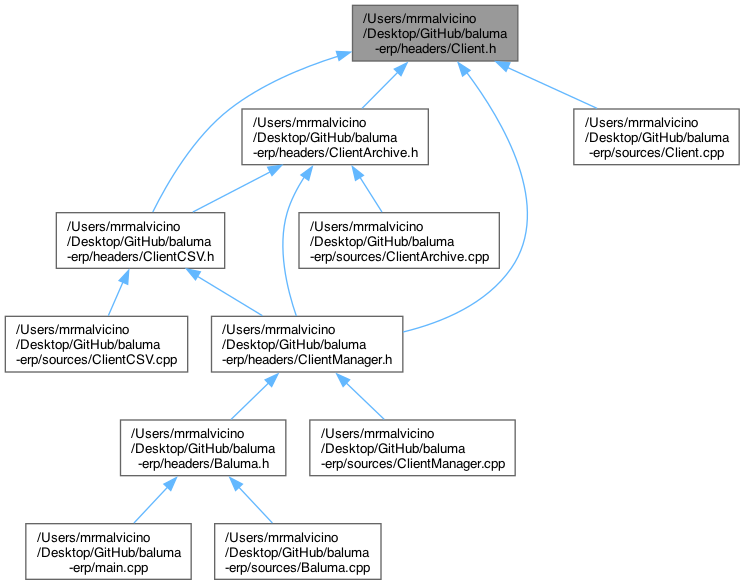 /Users/mrmalvicino
/Desktop/GitHub/baluma
-erp/headers/Client.h
/Users/mrmalvicino
/Desktop/GitHub/baluma
-erp/headers/ClientArchive.h
/Users/mrmalvicino
/Desktop/GitHub/baluma
-erp/sources/Client.cpp
/Users/mrmalvicino
/Desktop/GitHub/baluma
-erp/headers/ClientCSV.h
/Users/mrmalvicino
/Desktop/GitHub/baluma
-erp/sources/ClientArchive.cpp
/Users/mrmalvicino
/Desktop/GitHub/baluma
-erp/sources/ClientCSV.cpp
/Users/mrmalvicino
/Desktop/GitHub/baluma
-erp/headers/ClientManager.h
/Users/mrmalvicino
/Desktop/GitHub/baluma
-erp/headers/Baluma.h
/Users/mrmalvicino
/Desktop/GitHub/baluma
-erp/sources/ClientManager.cpp
/Users/mrmalvicino
/Desktop/GitHub/baluma
-erp/main.cpp
/Users/mrmalvicino
/Desktop/GitHub/baluma
-erp/sources/Baluma.cpp